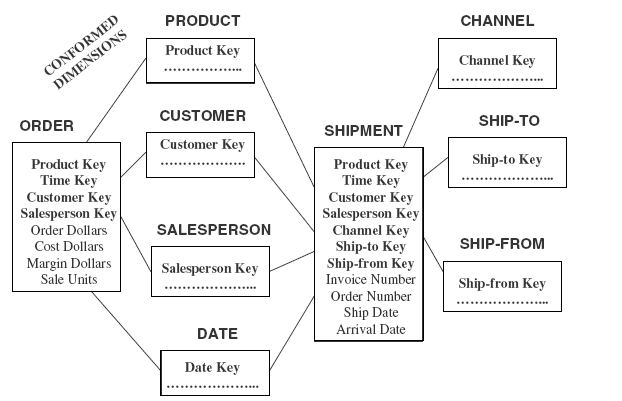 CONFORMED
DIMENSIONS
PRODUCT
Product Key
...................
CUSTOMER
Customer Key
...................
SALESPERSON
Salesperson Key
.....................
DATE
Date Key
.....................
ORDER
Product Key
Time Key
Customer Key
Salesperson Key
Order Dollars
Cost Dollars
Margin Dollars
Sale Units
SHIPMENT
Product Key
Time Key
Customer Key
Salesperson Key
Channel Key
Ship-to Key
Ship-from Key
Invoice Number
Order Number
Ship Date
Arrival Date
CHANNEL
Channel Key
.....................
SHIP-TO
Ship-to Key
.....................
SHIP-FROM
Ship-from Key
.....................